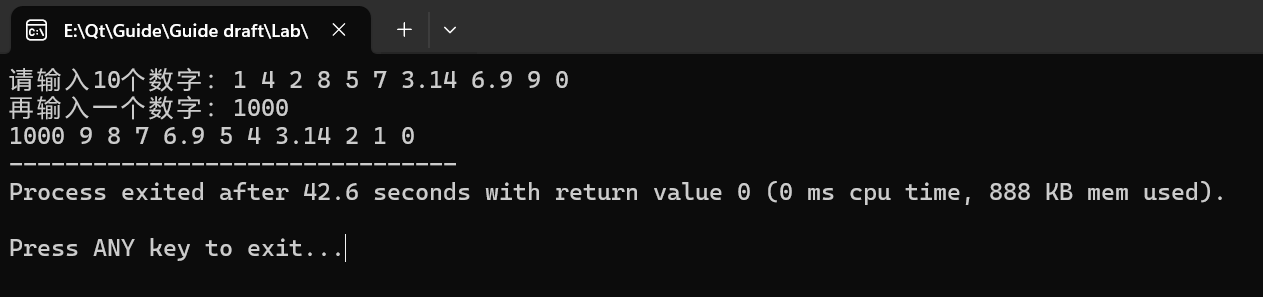 E:\Qt\Guide\Guide draft\Lab\
请输入10个数字：1 4 2 8 5 7 3.14 6.9 9 0
再输入一个数字：1000
1000 9 8 7 6.9 5 4 3.14 2 1 0
--------------------------------
Process exited after 42.6 seconds with return value 0 (0 ms cpu time, 888 KB mem used).
Press ANY key to exit...